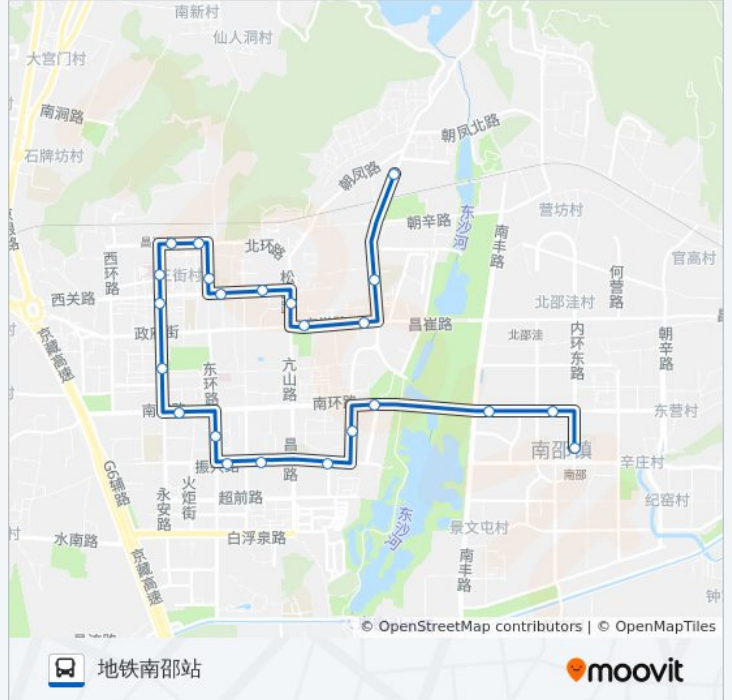 南新村
仙人洞村
大宫门村
南涧路
朝凤北路
石牌坊村
朝凤路
朝辛路
东沙河
营坊村
南丰路
北环路
西环路
官高村
何营路
西关路
北邵洼村
昌崔路
政府街
北邵洼
内环东路
朝辛路
京藏高速
东环路
亢山路
南环路
东营村
南邵镇
辛庄村
南邵
G6辅路
永安路
火炬街
超前路
纪窑村
东沙河
景文屯村
水南路
白浮泉路
南丰路
京藏高速
© OpenStreetMap contributors | © OpenMapTiles
地铁南邵站
moovit